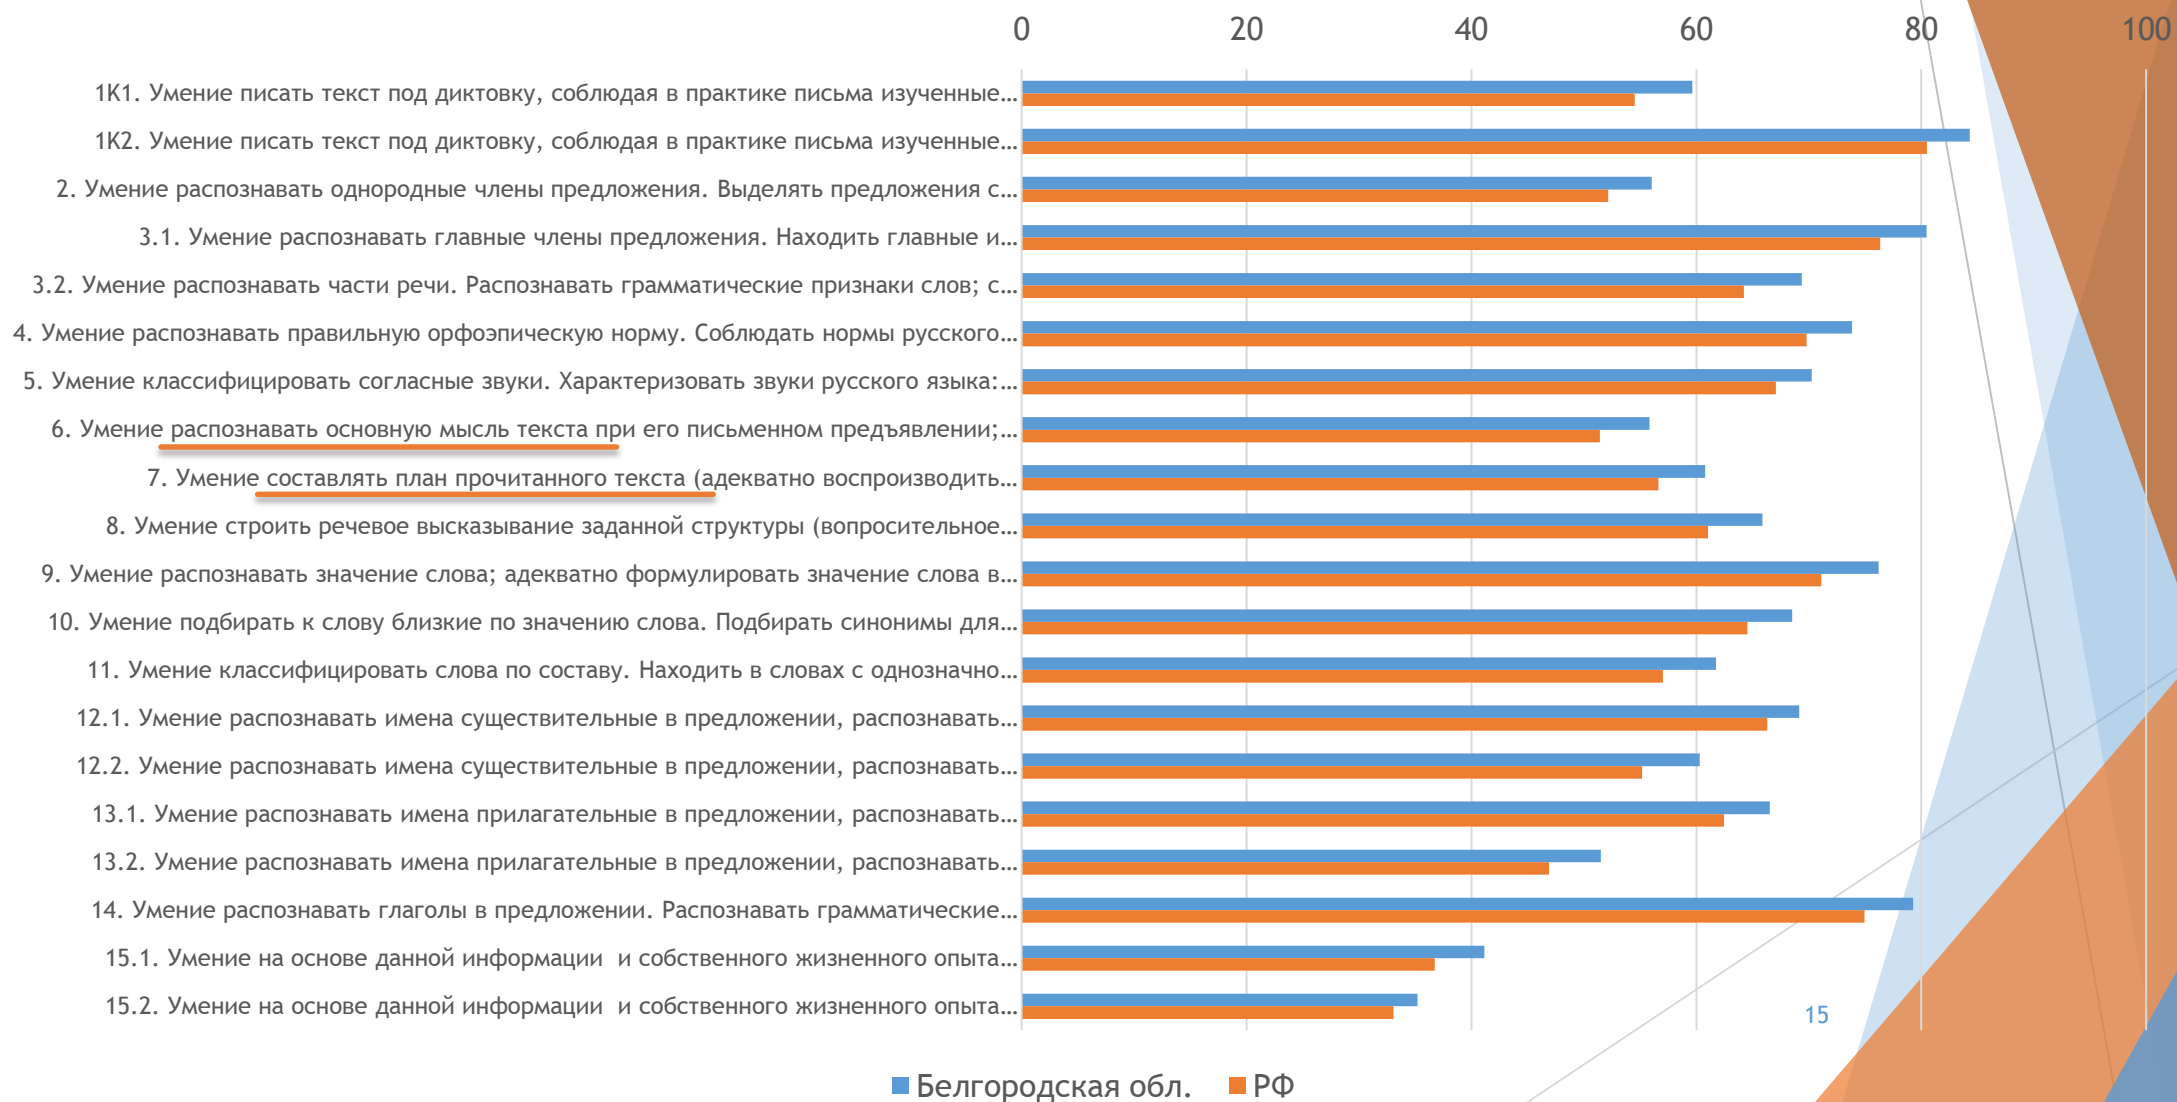 0 20 40 60 80 100
1К1. Умение писать текст под диктовку, соблюдая в практике письма изученные…
1К2. Умение писать текст под диктовку, соблюдая в практике письма изученные…
2. Умение распознавать однородные члены предложения. Выделять предложения с…
3.1. Умение распознавать главные члены предложения. Находить главные и…
3.2. Умение распознавать части речи. Распознавать грамматические признаки слов; с…
4. Умение распознавать правильную орфоэпическую норму. Соблюдать нормы русского…
5. Умение классифицировать согласные звуки. Характеризовать звуки русского языка:…
6. Умение распознавать основную мысль текста при его письменном предъявлении;…
7. Умение составлять план прочитанного текста (адекватно воспроизводить…
8. Умение строить речевое высказывание заданной структуры (вопросительное…
9. Умение распознавать значение слова; адекватно формулировать значение слова в…
10. Умение подбирать к слову близкие по значению слова. Подбирать синонимы для…
11. Умение классифицировать слова по составу. Находить в словах с однозначно…
12.1. Умение распознавать имена существительные в предложении, распознавать…
12.2. Умение распознавать имена существительные в предложении, распознавать…
13.1. Умение распознавать имена прилагательные в предложении, распознавать…
13.2. Умение распознавать имена прилагательные в предложении, распознавать…
14. Умение распознавать глаголы в предложении. Распознавать грамматические…
15.1. Умение на основе данной информации  и собственного жизненного опыта…
15.2. Умение на основе данной информации  и собственного жизненного опыта…
15
Белгородская обл. РФ